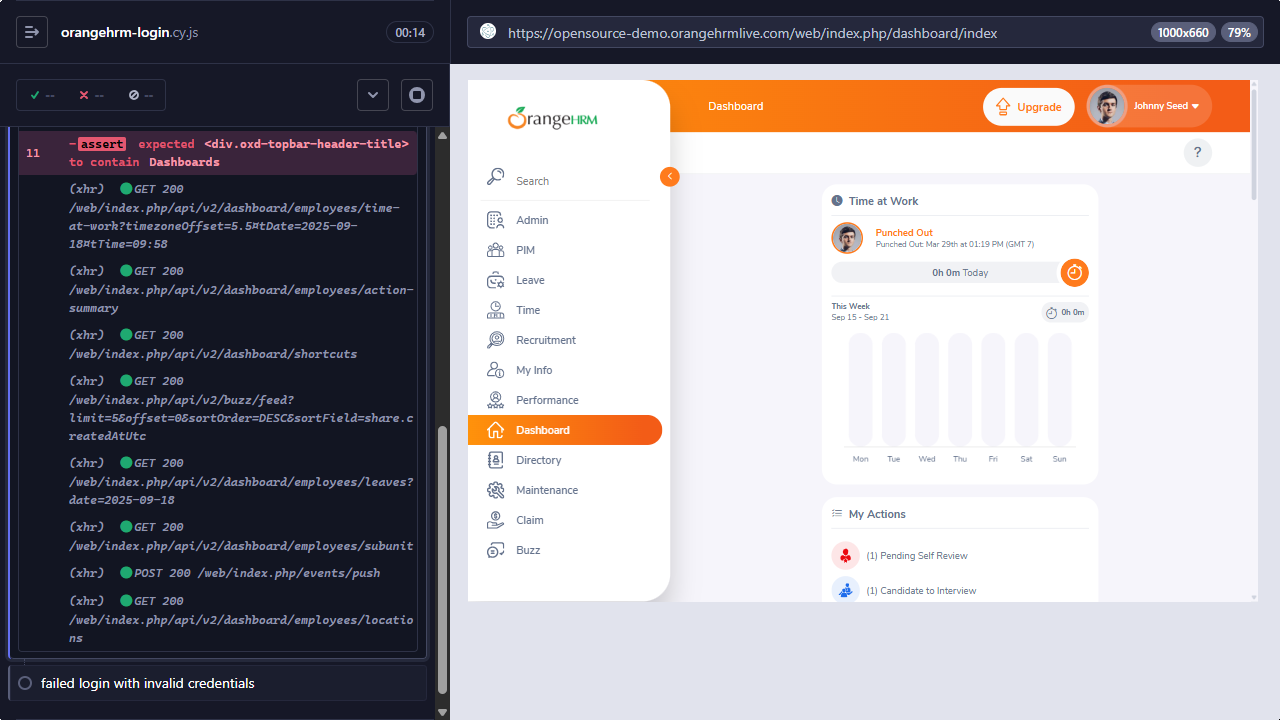 orangehrm-login.cy.js
00:14
--
--
--
11
-assert expected <div.oxd-topbar-header-title>
to contain Dashboards
(xhr) GET 200
/web/index.php/api/v2/dashboard/employees/time-
at-work?timezoneOffset=5.5¤tDate=2025-09-
18¤tTime=09:58
(xhr) GET 200
/web/index.php/api/v2/dashboard/employees/action-
summary
(xhr) GET 200
/web/index.php/api/v2/dashboard/shortcuts
(xhr) GET 200
/web/index.php/api/v2/buzz/feed?
limit=5&offset=0&sortOrder=DESC&sortField=share.c
reatedAtUtc
(xhr) GET 200
/web/index.php/api/v2/dashboard/employees/leaves?
date=2025-09-18
(xhr) GET 200
/web/index.php/api/v2/dashboard/employees/subunit
(xhr) POST 200 /web/index.php/events/push
(xhr) GET 200
/web/index.php/api/v2/dashboard/employees/locatio
ns
failed login with invalid credentials
https://opensource-demo.orangehrmlive.com/web/index.php/dashboard/index
1000x660
79%
OrangeHRM
Search
Admin
PIM
Leave
Time
Recruitment
My Info
Performance
Dashboard
Directory
Maintenance
Claim
Buzz
Dashboard
Upgrade
Johnny Seed
?
Time at Work
Punched Out
Punched Out: Mar 29th at 01:19 PM (GMT 7)
0h 0m Today
This Week
Sep 15 - Sep 21
0h 0m
Mon Tue Wed Thu Fri Sat Sun
My Actions
(1) Pending Self Review
(1) Candidate to Interview